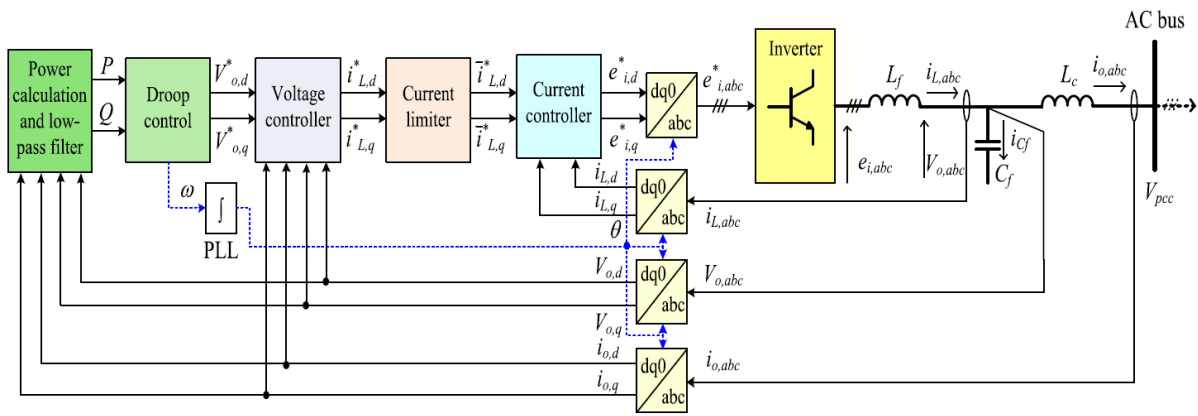 Power
calculation
and low-
pass filter
P
Q
Droop
control
V*o,d
V*o,q
Voltage
controller
i*L,d
i*L,q
Current
limiter
ī*L,d
ī*L,q
Current
controller
e*i,d
e*i,q
dq0
abc
e*i,abc
Inverter
Lf
iL,abc
Lc
io,abc
AC bus
ei,abc
Vo,abc
iCf
Cf
Vpcc
ω
∫
PLL
θ
iL,d
iL,q
dq0
abc
iL,abc
Vo,d
Vo,q
dq0
abc
Vo,abc
io,d
io,q
dq0
abc
io,abc